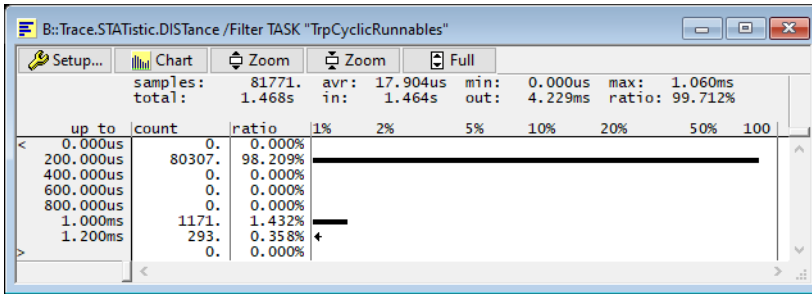 B::Trace.STATistic.DISTance /Filter TASK "TrpCyclicRunnables"
Setup... Chart Zoom Zoom Full
samples: 81771. avr: 17.904us min: 0.000us max: 1.060ms
total: 1.468s in: 1.464s out: 4.229ms ratio: 99.712%
up to count ratio 1% 2% 5% 10% 20% 50% 100
< 0.000us 0. 0.000%
200.000us 80307. 98.209%
400.000us 0. 0.000%
600.000us 0. 0.000%
800.000us 0. 0.000%
1.000ms 1171. 1.432%
1.200ms 293. 0.358%
> 0. 0.000%